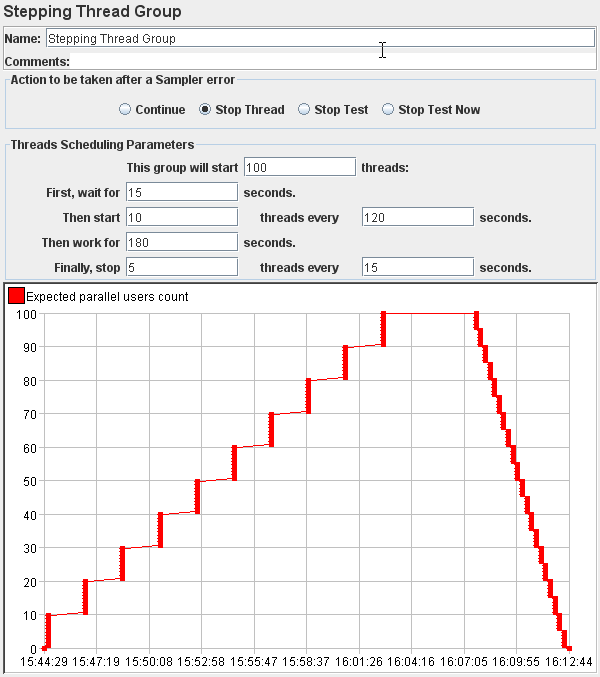 Stepping Thread Group
Name: Stepping Thread Group
Comments:
Action to be taken after a Sampler error
Continue Stop Thread Stop Test Stop Test Now
Threads Scheduling Parameters
This group will start 100 threads:
First, wait for 15 seconds.
Then start 10 threads every 120 seconds.
Then work for 180 seconds.
Finally, stop 5 threads every 15 seconds.
Expected parallel users count
100
90
80
70
60
50
40
30
20
10
0
15:44:29 15:47:19 15:50:08 15:52:58 15:55:47 15:58:37 16:01:26 16:04:16 16:07:05 16:09:55 16:12:44